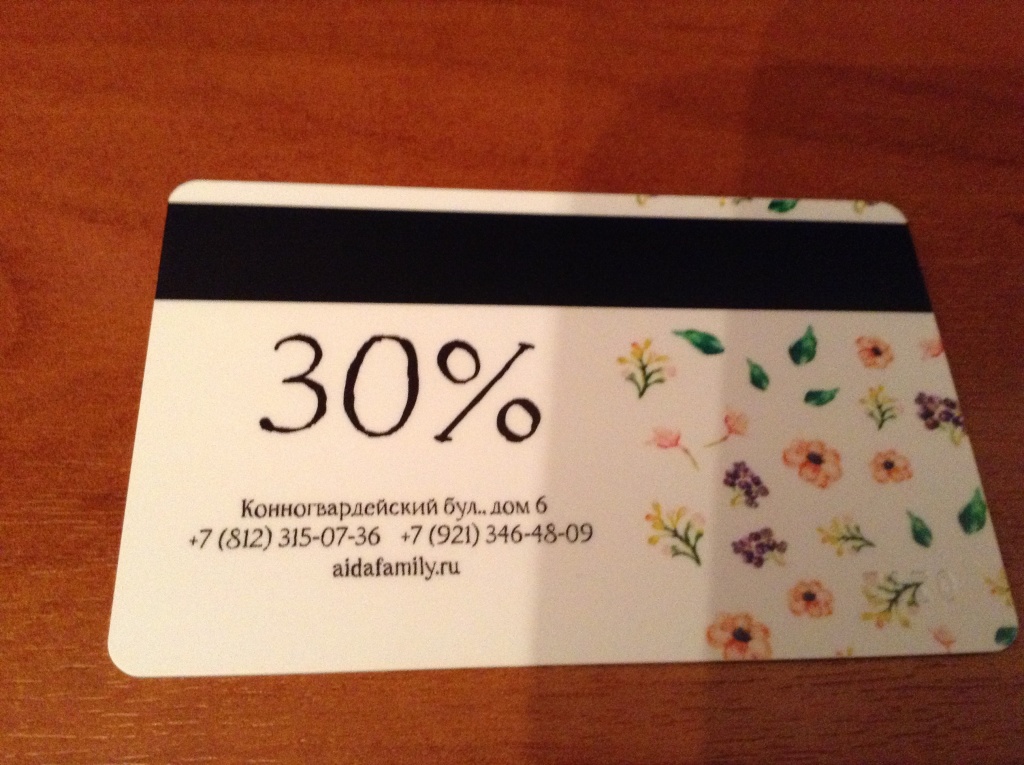 30%
Конногвардейский бул.. дом 6
+7 (812) 315-07-36 +7 (921) 346-48-09
aidafamily.ru